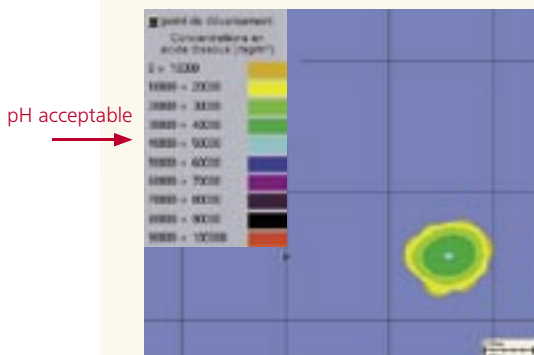 point de déversement
Concentrations en
acide dissous (mg/m³)
0 - 10000
10000 - 20000
20000 - 30000
30000 - 40000
pH acceptable
40000 - 50000
50000 - 60000
60000 - 70000
70000 - 80000
80000 - 90000
90000 - 100000